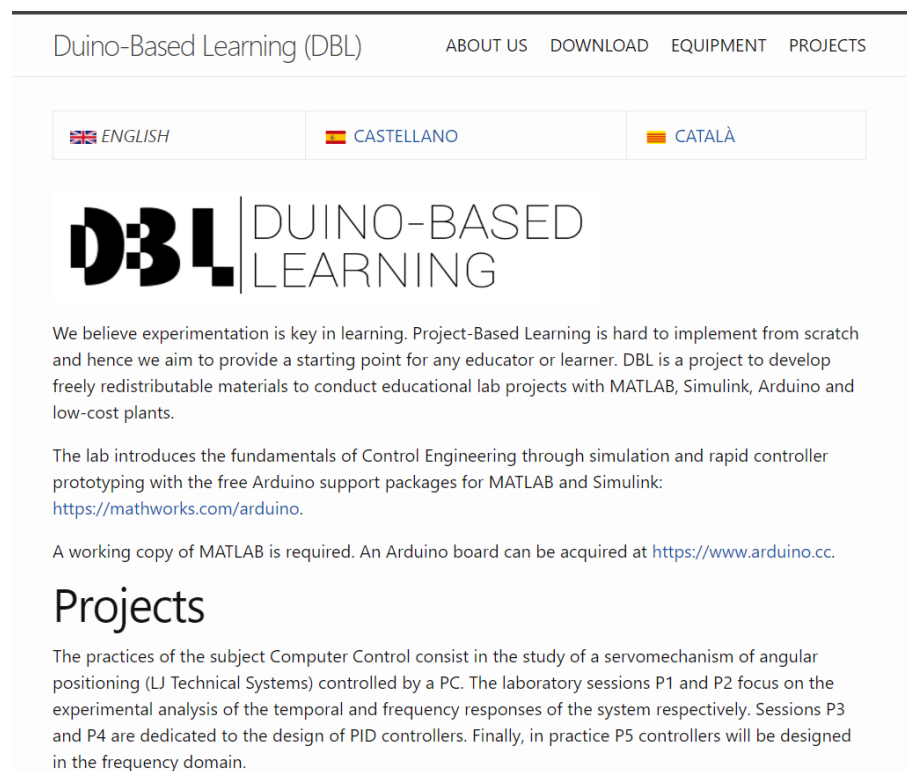 Duino-Based Learning (DBL) ABOUT US DOWNLOAD EQUIPMENT PROJECTS
ENGLISH CASTELLANO CATALÀ
DBL DUINO-BASED
LEARNING
We believe experimentation is key in learning. Project-Based Learning is hard to implement from scratch
and hence we aim to provide a starting point for any educator or learner. DBL is a project to develop
freely redistributable materials to conduct educational lab projects with MATLAB, Simulink, Arduino and
low-cost plants.
The lab introduces the fundamentals of Control Engineering through simulation and rapid controller
prototyping with the free Arduino support packages for MATLAB and Simulink:
https://mathworks.com/arduino.
A working copy of MATLAB is required. An Arduino board can be acquired at https://www.arduino.cc.
Projects
The practices of the subject Computer Control consist in the study of a servomechanism of angular
positioning (LJ Technical Systems) controlled by a PC. The laboratory sessions P1 and P2 focus on the
experimental analysis of the temporal and frequency responses of the system respectively. Sessions P3
and P4 are dedicated to the design of PID controllers. Finally, in practice P5 controllers will be designed
in the frequency domain.